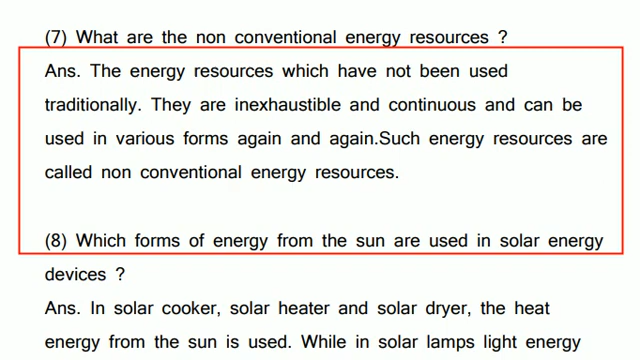 (7) What are the non conventional energy resources ?
Ans. The energy resources which have not been used
traditionally. They are inexhaustible and continuous and can be
used in various forms again and again.Such energy resources are
called non conventional energy resources.
(8) Which forms of energy from the sun are used in solar energy
devices ?
Ans. In solar cooker, solar heater and solar dryer, the heat
energy from the sun is used. While in solar lamps light energy